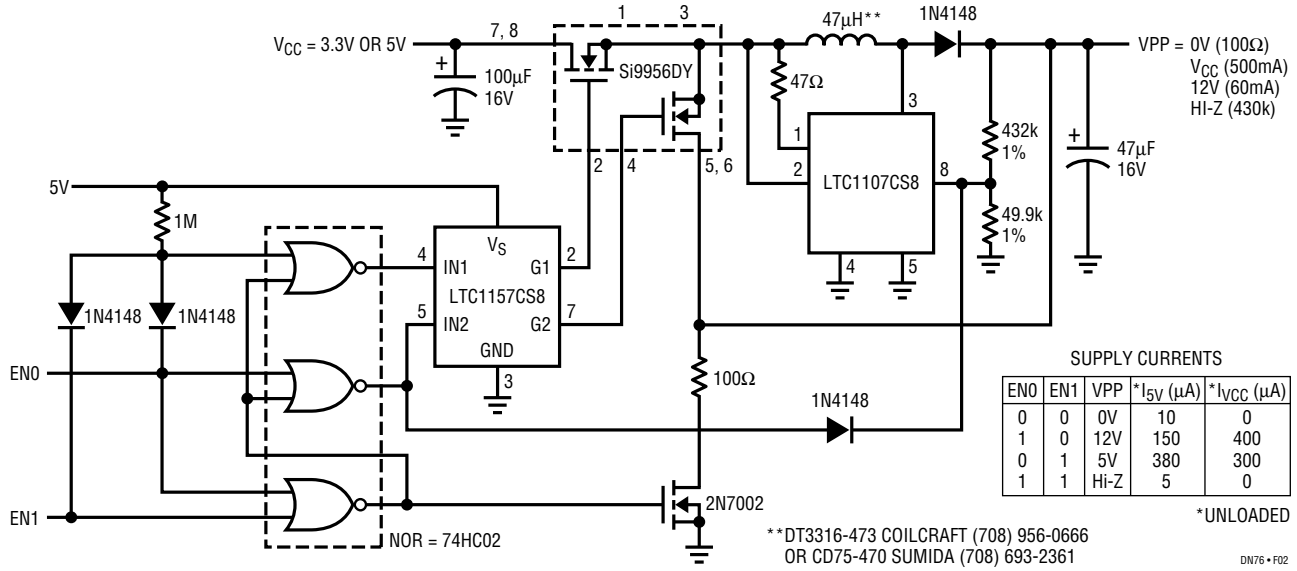 1
3
47µH**
1N4148
7, 8
VCC = 3.3V OR 5V
Si9956DY
+
100µF
16V
47Ω
VPP = 0V (100Ω)
VCC (500mA)
12V (60mA)
HI-Z (430k)
3
432k
1%
+
47µF
16V
1
2
LTC1107CS8
8
2
4
5, 6
49.9k
1%
4
5
5V
1M
VS
4
IN1
G1
2
LTC1157CS8
5
IN2
G2
7
GND
3
1N4148
1N4148
EN0
100Ω
1N4148
EN1
2N7002
NOR = 74HC02
SUPPLY CURRENTS
EN0 EN1 VPP *I5V (µA) *IVCC (µA)
0 0 0V 10 0
1 0 12V 150 400
0 1 5V 380 300
1 1 Hi-Z 5 0
*UNLOADED
**DT3316-473 COILCRAFT (708) 956-0666
OR CD75-470 SUMIDA (708) 693-2361
DN76 • F02